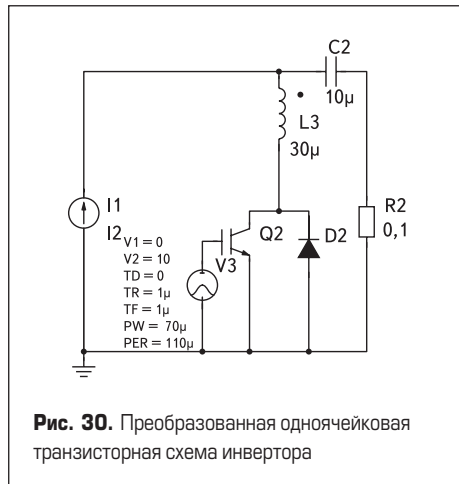 C2
10μ
L3
30μ
I1
I2
V1 = 0
V2 = 10
TD = 0
TR = 1μ
TF = 1μ
PW = 70μ
PER = 110μ
V3
Q2
D2
R2
0,1
Рис. 30. Преобразованная одноячейковая
транзисторная схема инвертора